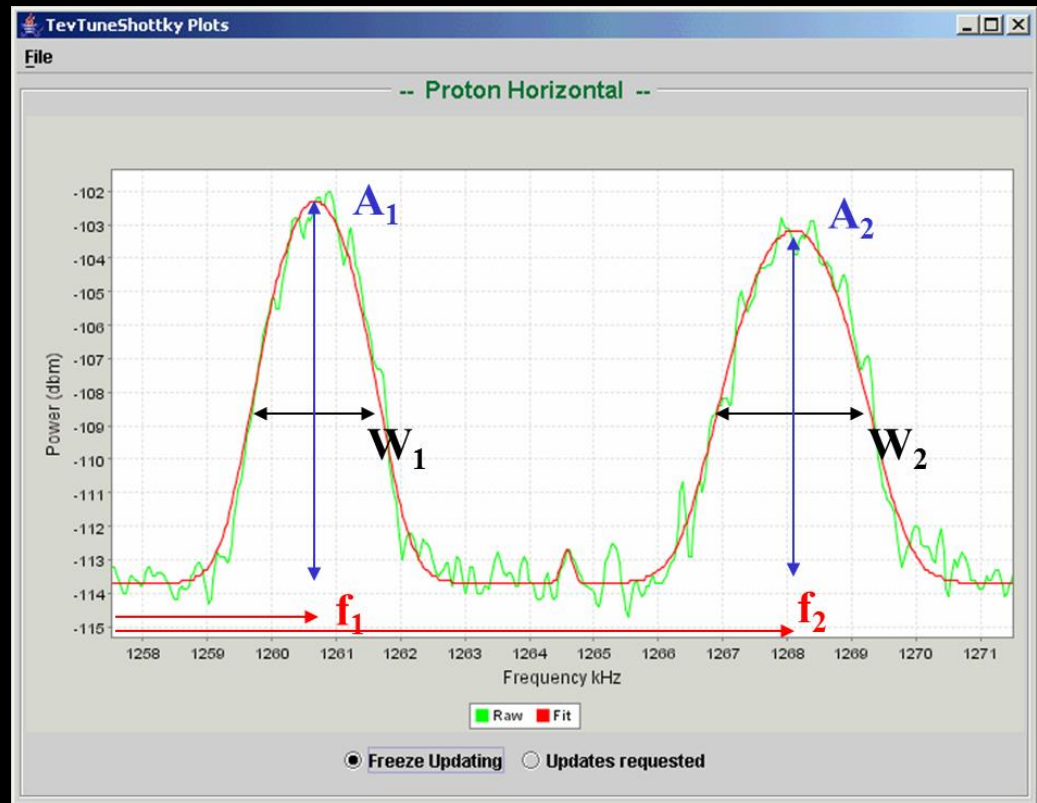 TevTuneShottky Plots
File
-- Proton Horizontal --
-102
-103
-104
-105
-106
-107
-108
-109
-110
-111
-112
-113
-114
-115
Power (dbm)
A1
A2
W1
W2
f1
f2
1258 1259 1260 1261 1262 1263 1264 1265 1266 1267 1268 1269 1270 1271
Frequency kHz
Raw Fit
Freeze Updating Updates requested